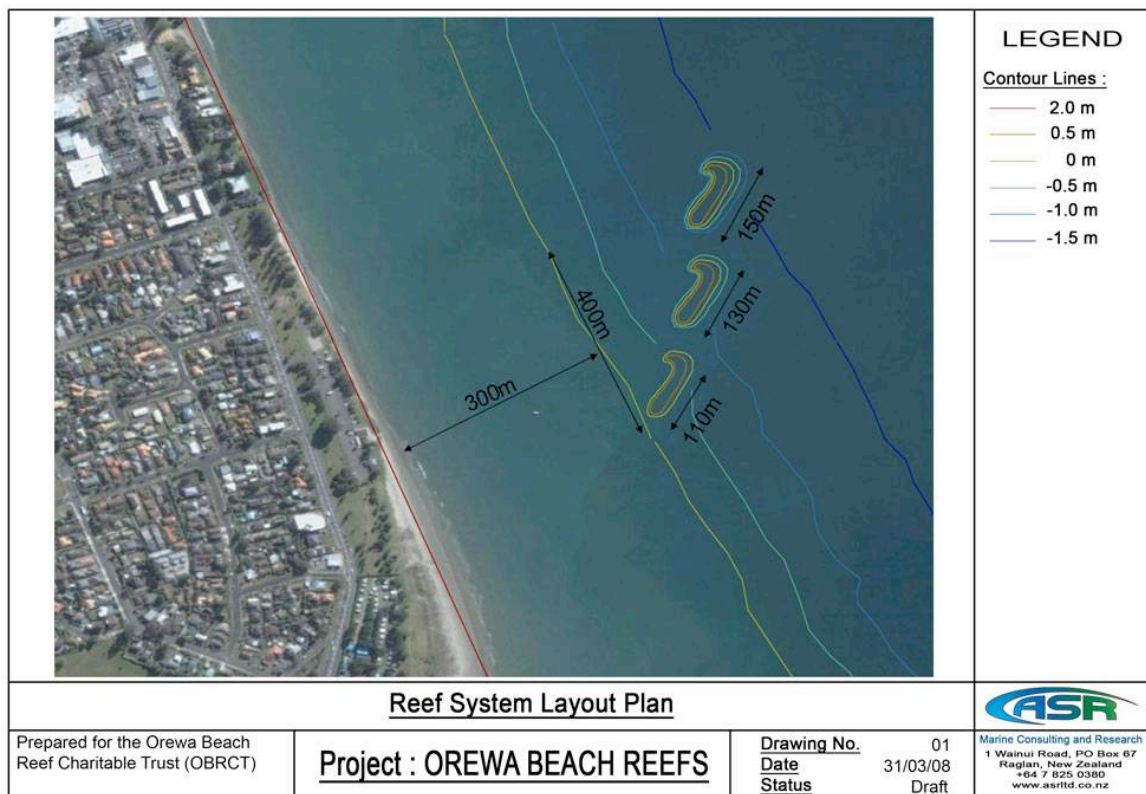 LEGEND
Contour Lines :
2.0 m
0.5 m
0 m
-0.5 m
-1.0 m
-1.5 m
150m
130m
400m
110m
300m
Reef System Layout Plan
Prepared for the Orewa Beach
Reef Charitable Trust (OBRCT)
Project : OREWA BEACH REEFS
Drawing No. 01
Date 31/03/08
Status Draft
ASR
Marine Consulting and Research
1 Wainui Road, PO Box 67
Raglan, New Zealand
+64 7 825 0380
www.asrltd.co.nz